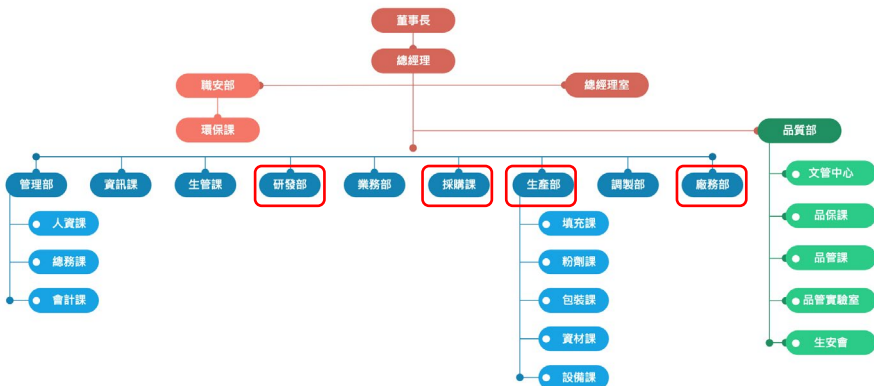 董事長
總經理
職安部
總經理室
環保課
品質部
管理部
資訊課
生管課
研發部
業務部
採購課
生產部
調製部
廠務部
人資課
總務課
會計課
填充課
粉劑課
包裝課
資材課
設備課
文管中心
品保課
品管課
品管實驗室
生安會